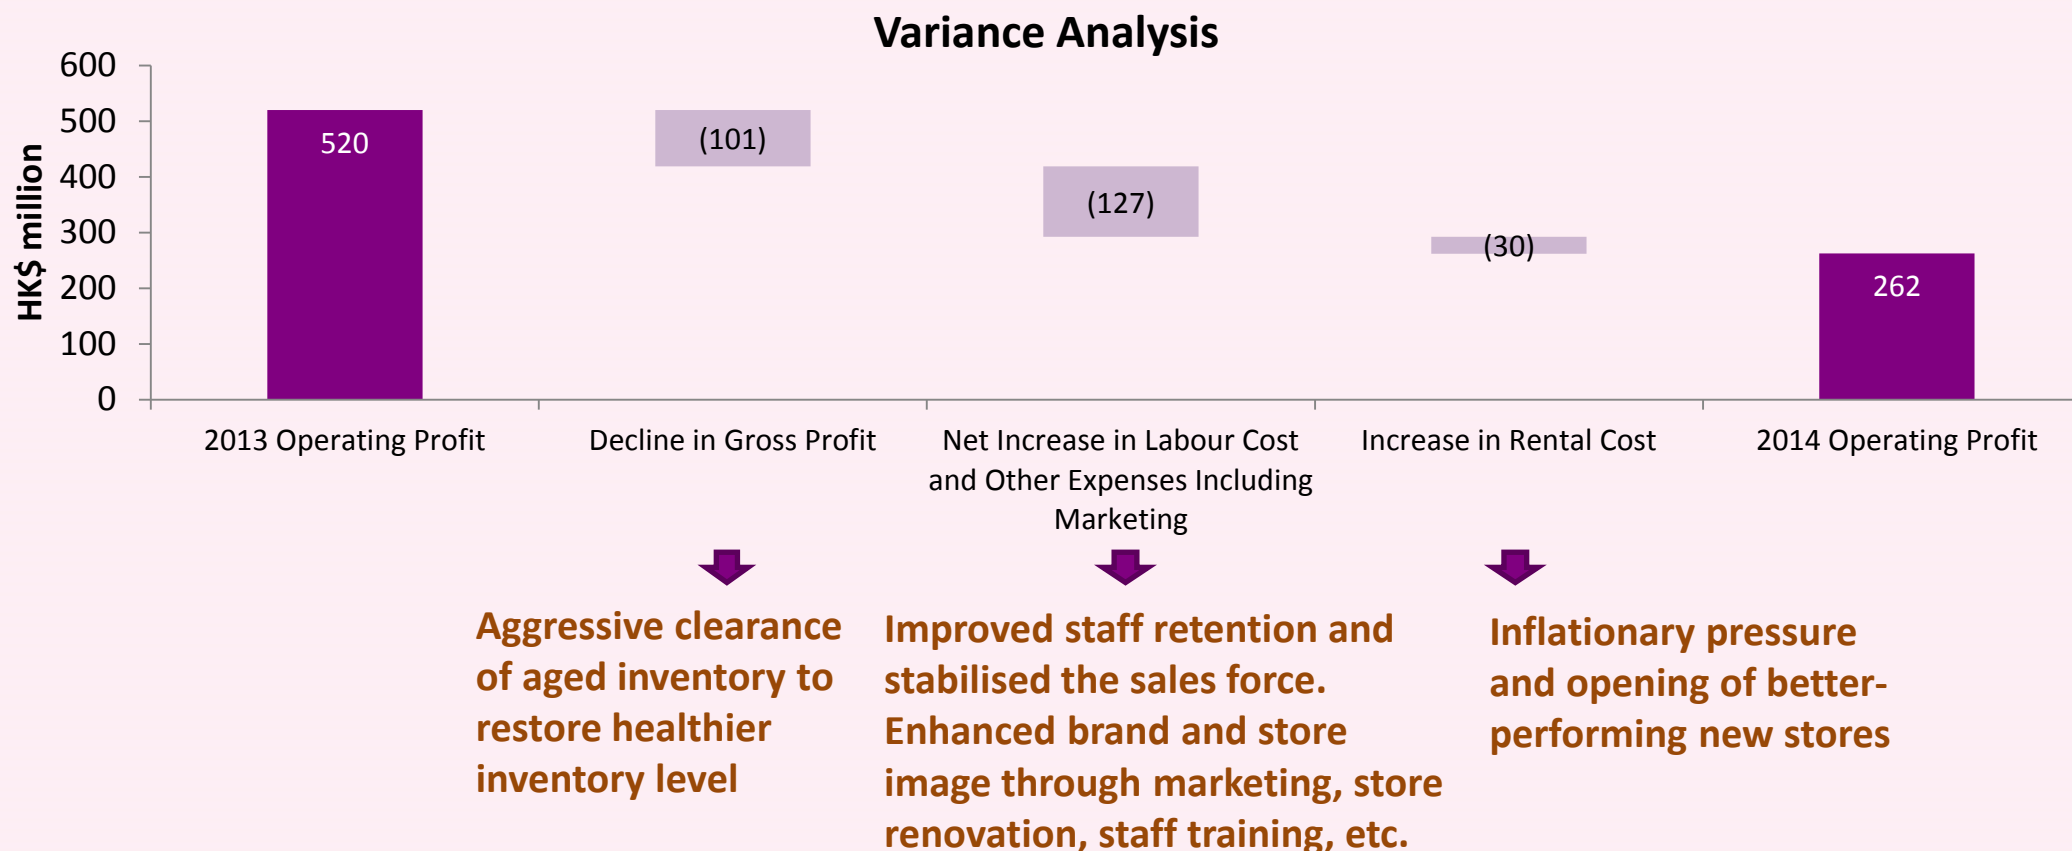 Variance Analysis
HK$ million
600
500
400
300
200
100
0
520
(101)
(127)
(30)
262
2013 Operating Profit
Decline in Gross Profit
Net Increase in Labour Cost
and Other Expenses Including
Marketing
Increase in Rental Cost
2014 Operating Profit
Aggressive clearance
of aged inventory to
restore healthier
inventory level
Improved staff retention and
stabilised the sales force.
Enhanced brand and store
image through marketing, store
renovation, staff training, etc.
Inflationary pressure
and opening of better-
performing new stores